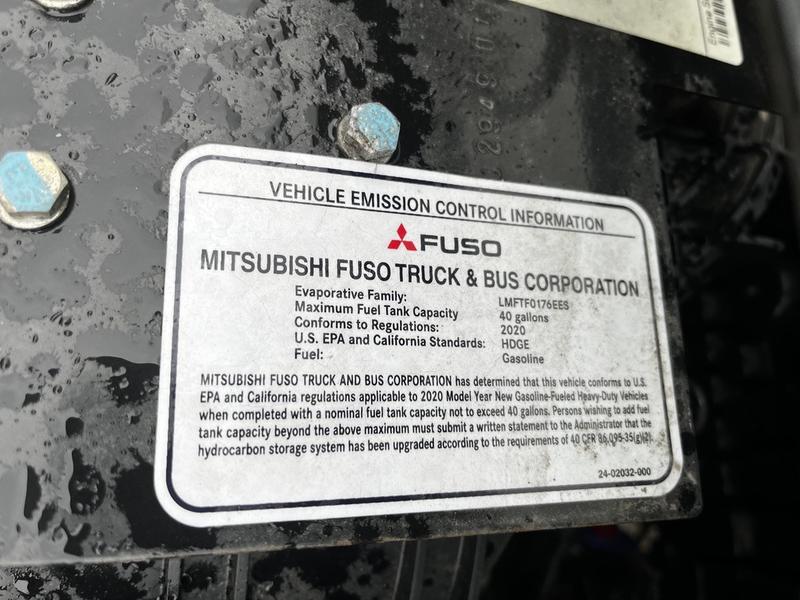 Engine S
VEHICLE EMISSION CONTROL INFORMATION
FUSO
MITSUBISHI FUSO TRUCK & BUS CORPORATION
Evaporative Family: LMFTF0176EES
Maximum Fuel Tank Capacity 40 gallons
Conforms to Regulations: 2020
U.S. EPA and California Standards: HDGE
Fuel: Gasoline
MITSUBISHI FUSO TRUCK AND BUS CORPORATION has determined that this vehicle conforms to U.S.
EPA and California regulations applicable to 2020 Model Year New Gasoline-Fueled Heavy-Duty Vehicles
when completed with a nominal fuel tank capacity not to exceed 40 gallons. Persons wishing to add fuel
tank capacity beyond the above maximum must submit a written statement to the Administrator that the
hydrocarbon storage system has been upgraded according to the requirements of 40 CFR 86.095-35(g)(2).
24-02032-000